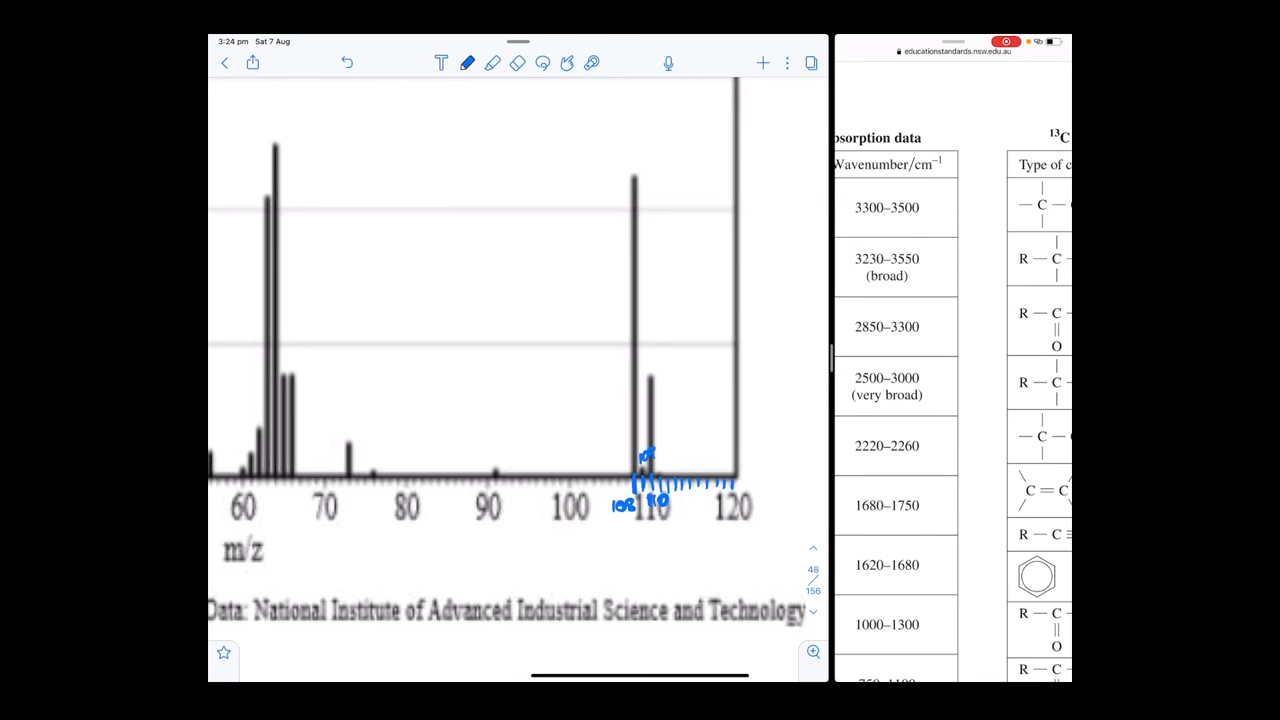 3:24 pm Sat 7 Aug
educationstandards.nsw.edu.au
bsorption data
13C
Wavenumber/cm−1
Type of c
3300–3500
— C —
3230–3550
(broad)
R — C
2850–3300
R — C
O
2500–3000
(very broad)
R — C
2220–2260
— C —
1680–1750
C = C
R — C ≡
1620–1680
1000–1300
R — C
O
R — C
108
110
60 70 80 90 100 110 120
m/z
Data: National Institute of Advanced Industrial Science and Technology
48
156